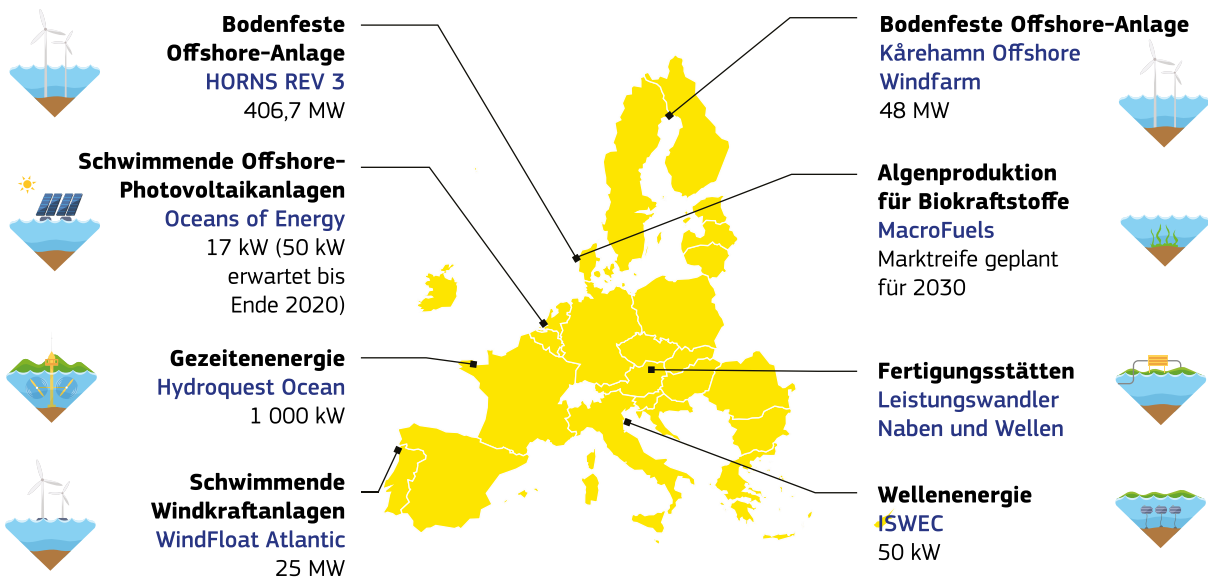 Bodenfeste
Offshore-Anlage
HORNS REV 3
406,7 MW
Schwimmende Offshore-
Photovoltaikanlagen
Oceans of Energy
17 kW (50 kW
erwartet bis
Ende 2020)
Gezeitenenergie
Hydroquest Ocean
1 000 kW
Schwimmende
Windkraftanlagen
WindFloat Atlantic
25 MW
Bodenfeste Offshore-Anlage
Kårehamn Offshore
Windfarm
48 MW
Algenproduktion
für Biokraftstoffe
MacroFuels
Marktreife geplant
für 2030
Fertigungsstätten
Leistungswandler
Naben und Wellen
Wellenenergie
ISWEC
50 kW